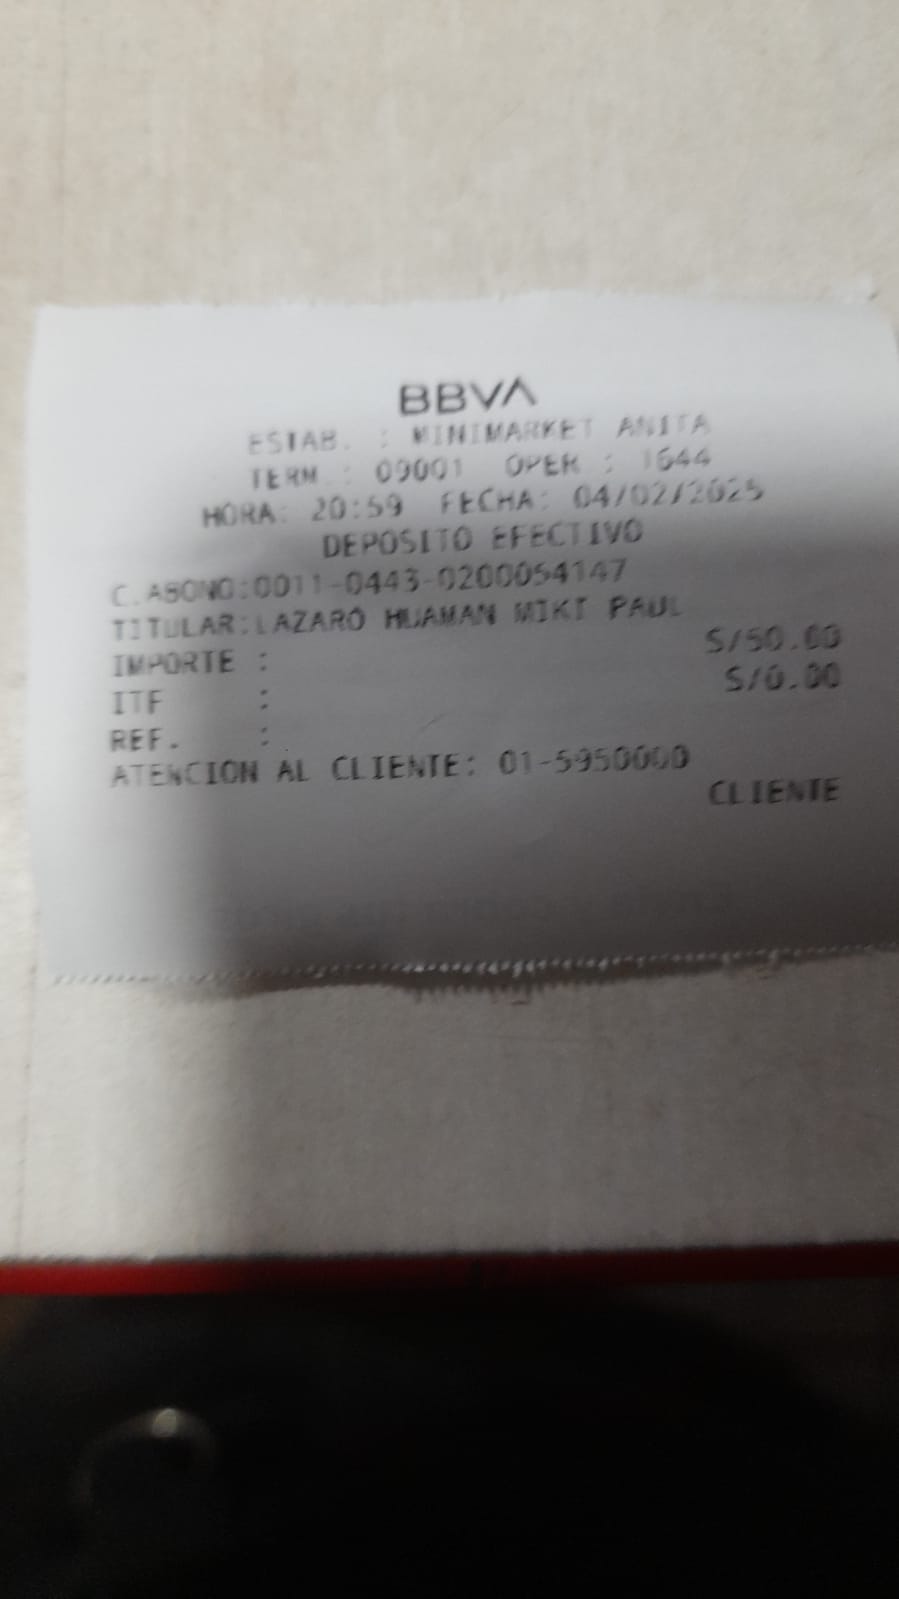 BBVA
ESTAB. : MINIMARKET ANITA
TERM. : 09001 OPER : 1644
HORA: 20:59 FECHA: 04/02/2025
DEPOSITO EFECTIVO
C.ABONO:0011-0443-0200054147
TITULAR:LAZARO HUAMAN MIKI PAUL
IMPORTE : S/50.00
ITF : S/0.00
REF. :
ATENCION AL CLIENTE: 01-5950000
CLIENTE